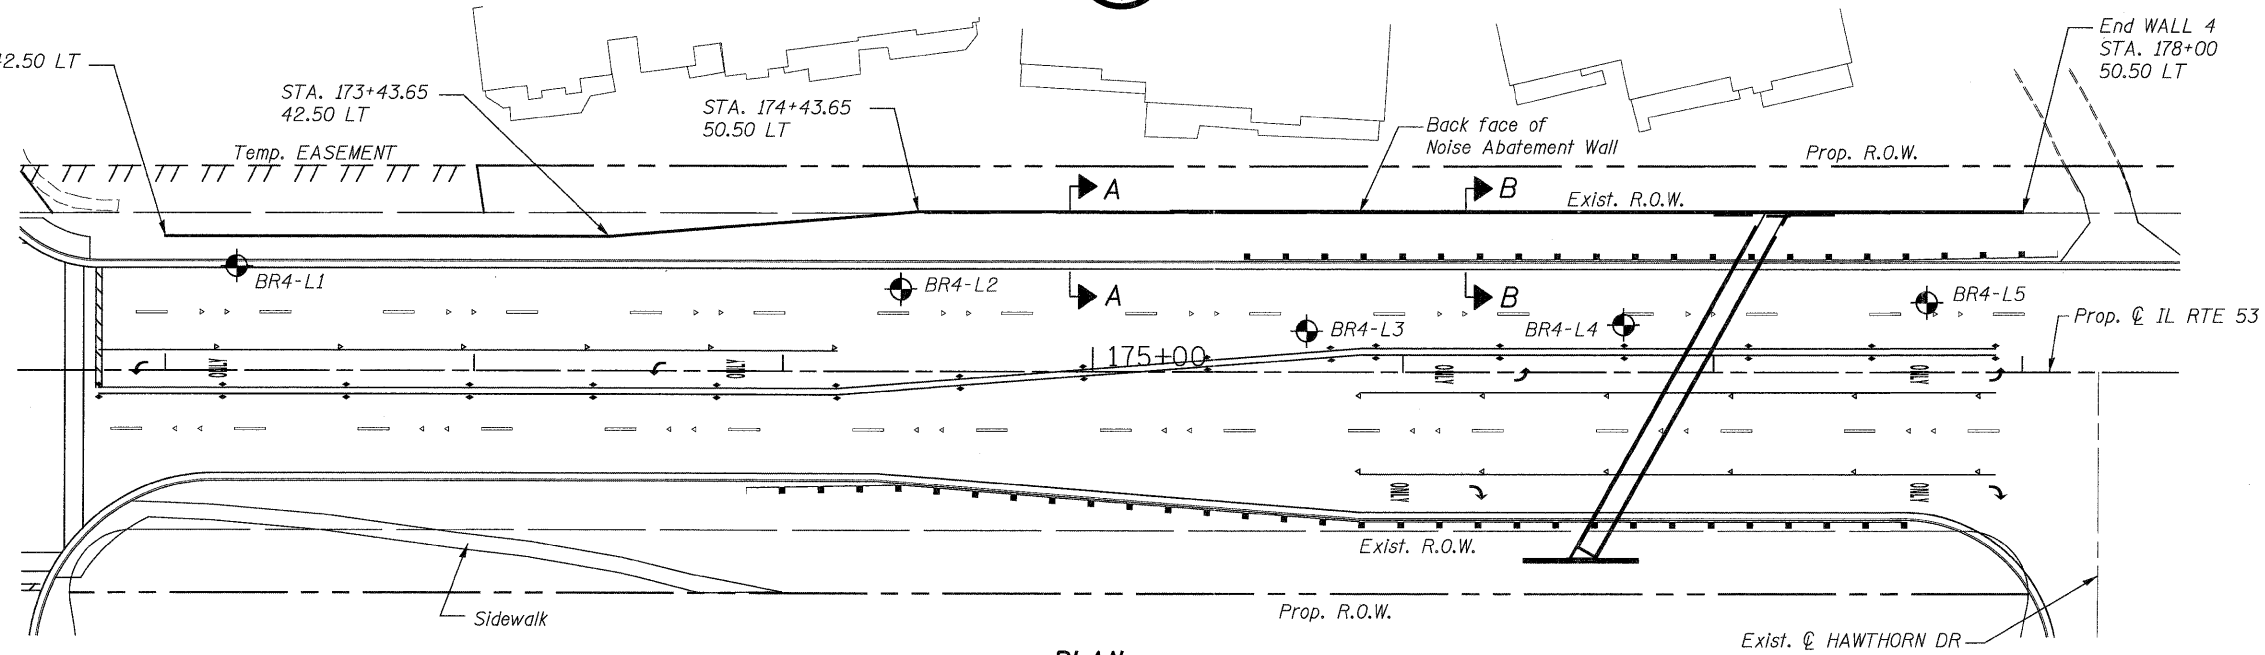 End WALL 4
STA. 178+00
50.50 LT
2.50 LT
STA. 173+43.65
42.50 LT
STA. 174+43.65
50.50 LT
Back face of
Noise Abatement Wall
Temp. EASEMENT
Prop. R.O.W.
A
B
Exist. R.O.W.
BR4-L1
BR4-L2
A
B
BR4-L5
BR4-L3
BR4-L4
Prop. ℄ IL RTE 53
175+00
ONLY
ONLY
ONLY
ONLY
ONLY
ONLY
Exist. R.O.W.
Sidewalk
Prop. R.O.W.
Exist. ℄ HAWTHORN DR